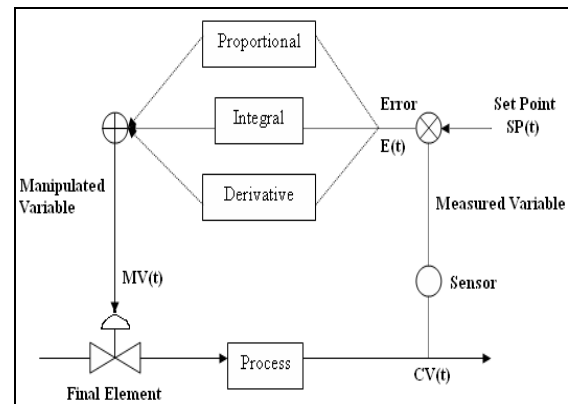 Proportional
Error
Set Point
SP(t)
Integral
E(t)
Manipulated
Variable
Derivative
Measured Variable
MV(t)
Sensor
Process
CV(t)
Final Element